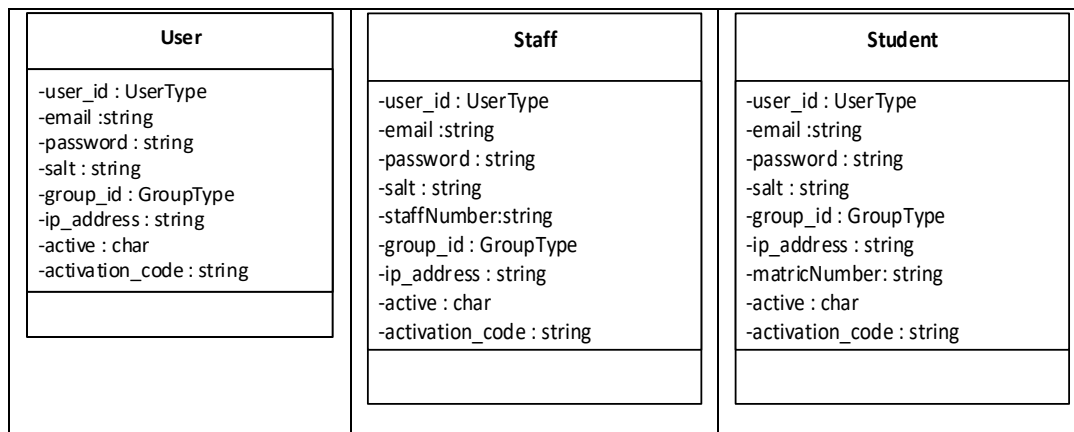 User
-user_id : UserType
-email :string
-password : string
-salt : string
-group_id : GroupType
-ip_address : string
-active : char
-activation_code : string
Staff
-user_id : UserType
-email :string
-password : string
-salt : string
-staffNumber:string
-group_id : GroupType
-ip_address : string
-active : char
-activation_code : string
Student
-user_id : UserType
-email :string
-password : string
-salt : string
-group_id : GroupType
-ip_address : string
-matricNumber: string
-active : char
-activation_code : string